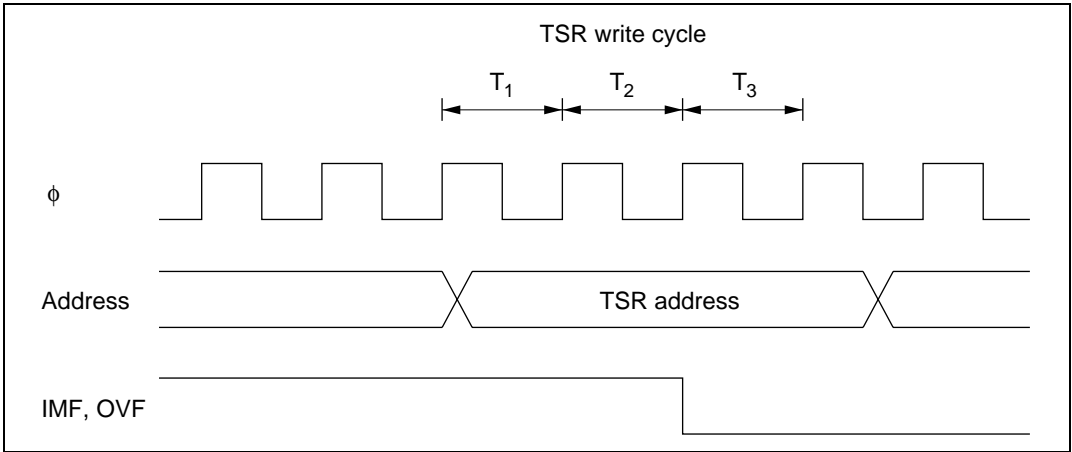 TSR write cycle
T1 T2 T3
ϕ
Address TSR address
IMF, OVF